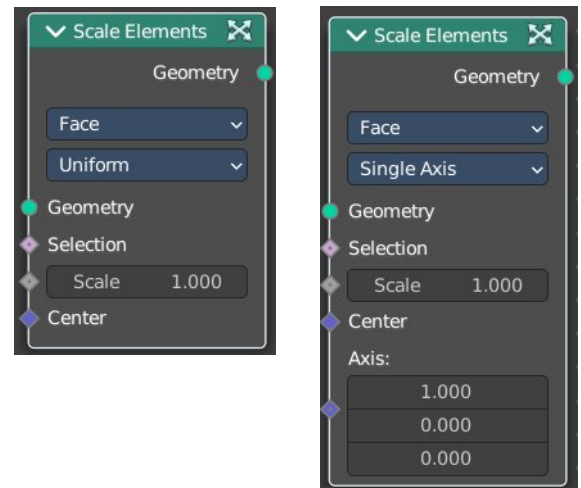 Scale Elements
Geometry
Face
Uniform
Geometry
Selection
Scale 1.000
Center
Scale Elements
Geometry
Face
Single Axis
Geometry
Selection
Scale 1.000
Center
Axis:
1.000
0.000
0.000